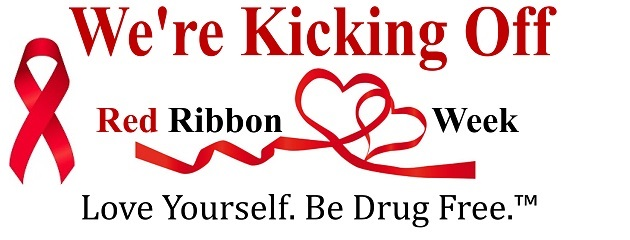 We're Kicking Off
Red Ribbon Week
Love Yourself. Be Drug Free.™